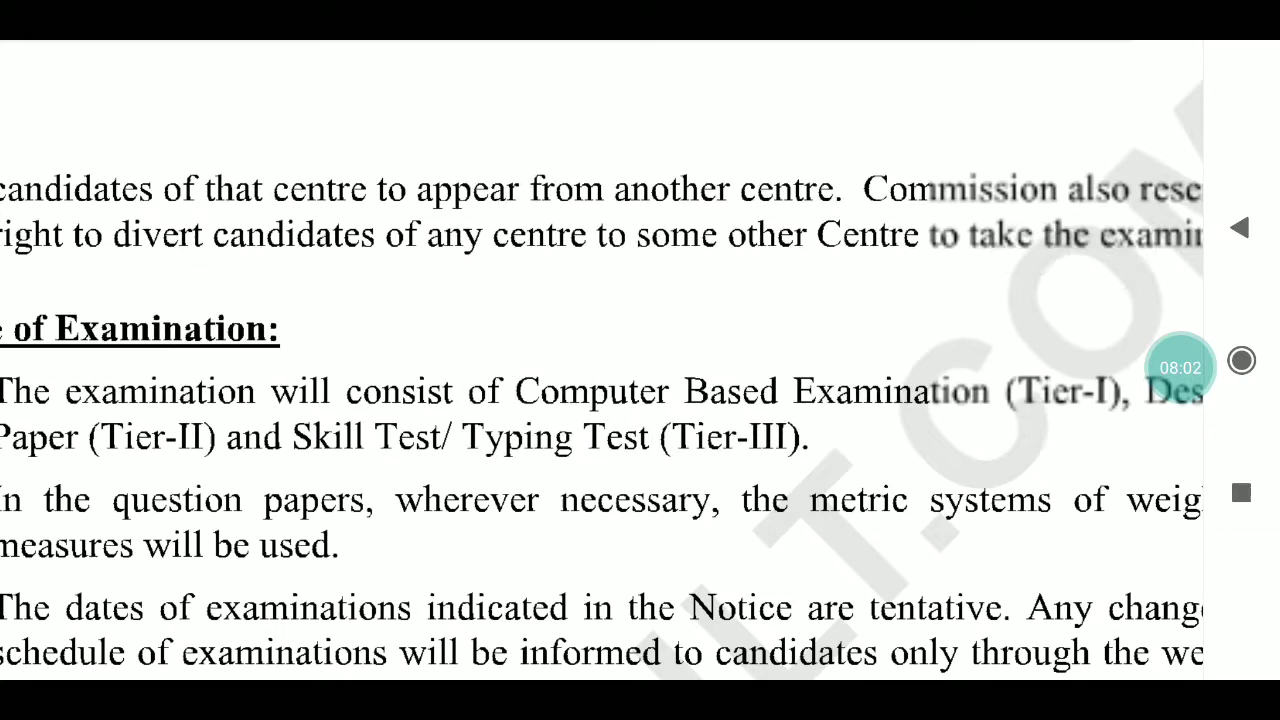 candidates of that centre to appear from another centre. Commission also rese
right to divert candidates of any centre to some other Centre to take the examin
e of Examination:
The examination will consist of Computer Based Examination (Tier-I), Des
08:02
Paper (Tier-II) and Skill Test/ Typing Test (Tier-III).
In the question papers, wherever necessary, the metric systems of weig
measures will be used.
The dates of examinations indicated in the Notice are tentative. Any chang
schedule of examinations will be informed to candidates only through the we
LT.COM